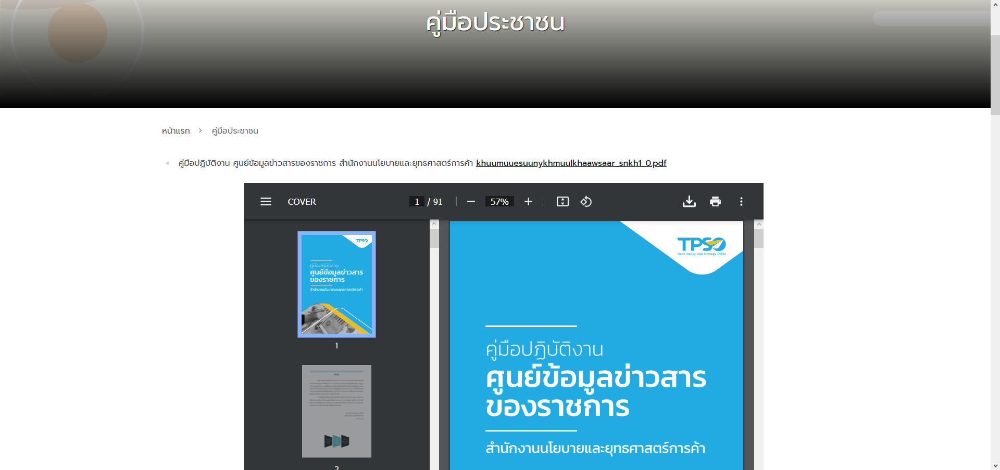 คู่มือประชาชน
หน้าแรก > คู่มือประชาชน
คู่มือปฏิบัติงาน ศูนย์ข้อมูลข่าวสารของราชการ สำนักงานนโยบายและยุทธศาสตร์การค้า khuumuuesuunykhmuulkhaawsaar_snkh1_0.pdf
COVER 1 / 91 57%
TPSO
คู่มือปฏิบัติงาน
ศูนย์ข้อมูลข่าวสาร
ของราชการ
สำนักงานนโยบายและยุทธศาสตร์การค้า
1
2
TPSO
Trade Policy and Strategy Office
คู่มือปฏิบัติงาน
ศูนย์ข้อมูลข่าวสาร
ของราชการ
สำนักงานนโยบายและยุทธศาสตร์การค้า